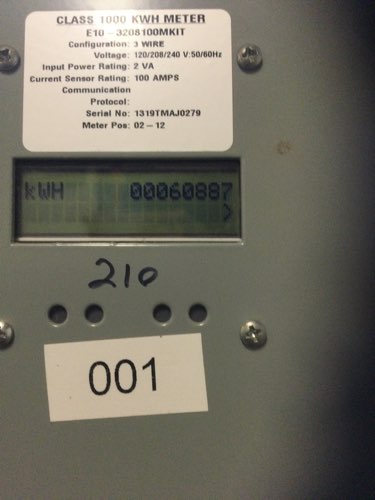 CLASS 1000 KWH METER
E10-3208100MKIT
Configuration: 3 WIRE
Voltage: 120/208/240 V:50/60Hz
Input Power Rating: 2 VA
Current Sensor Rating: 100 AMPS
Communication
Protocol:
Serial No: 1319TMAJ0279
Meter Pos: 02-12
kWH 00060887
>
210
001